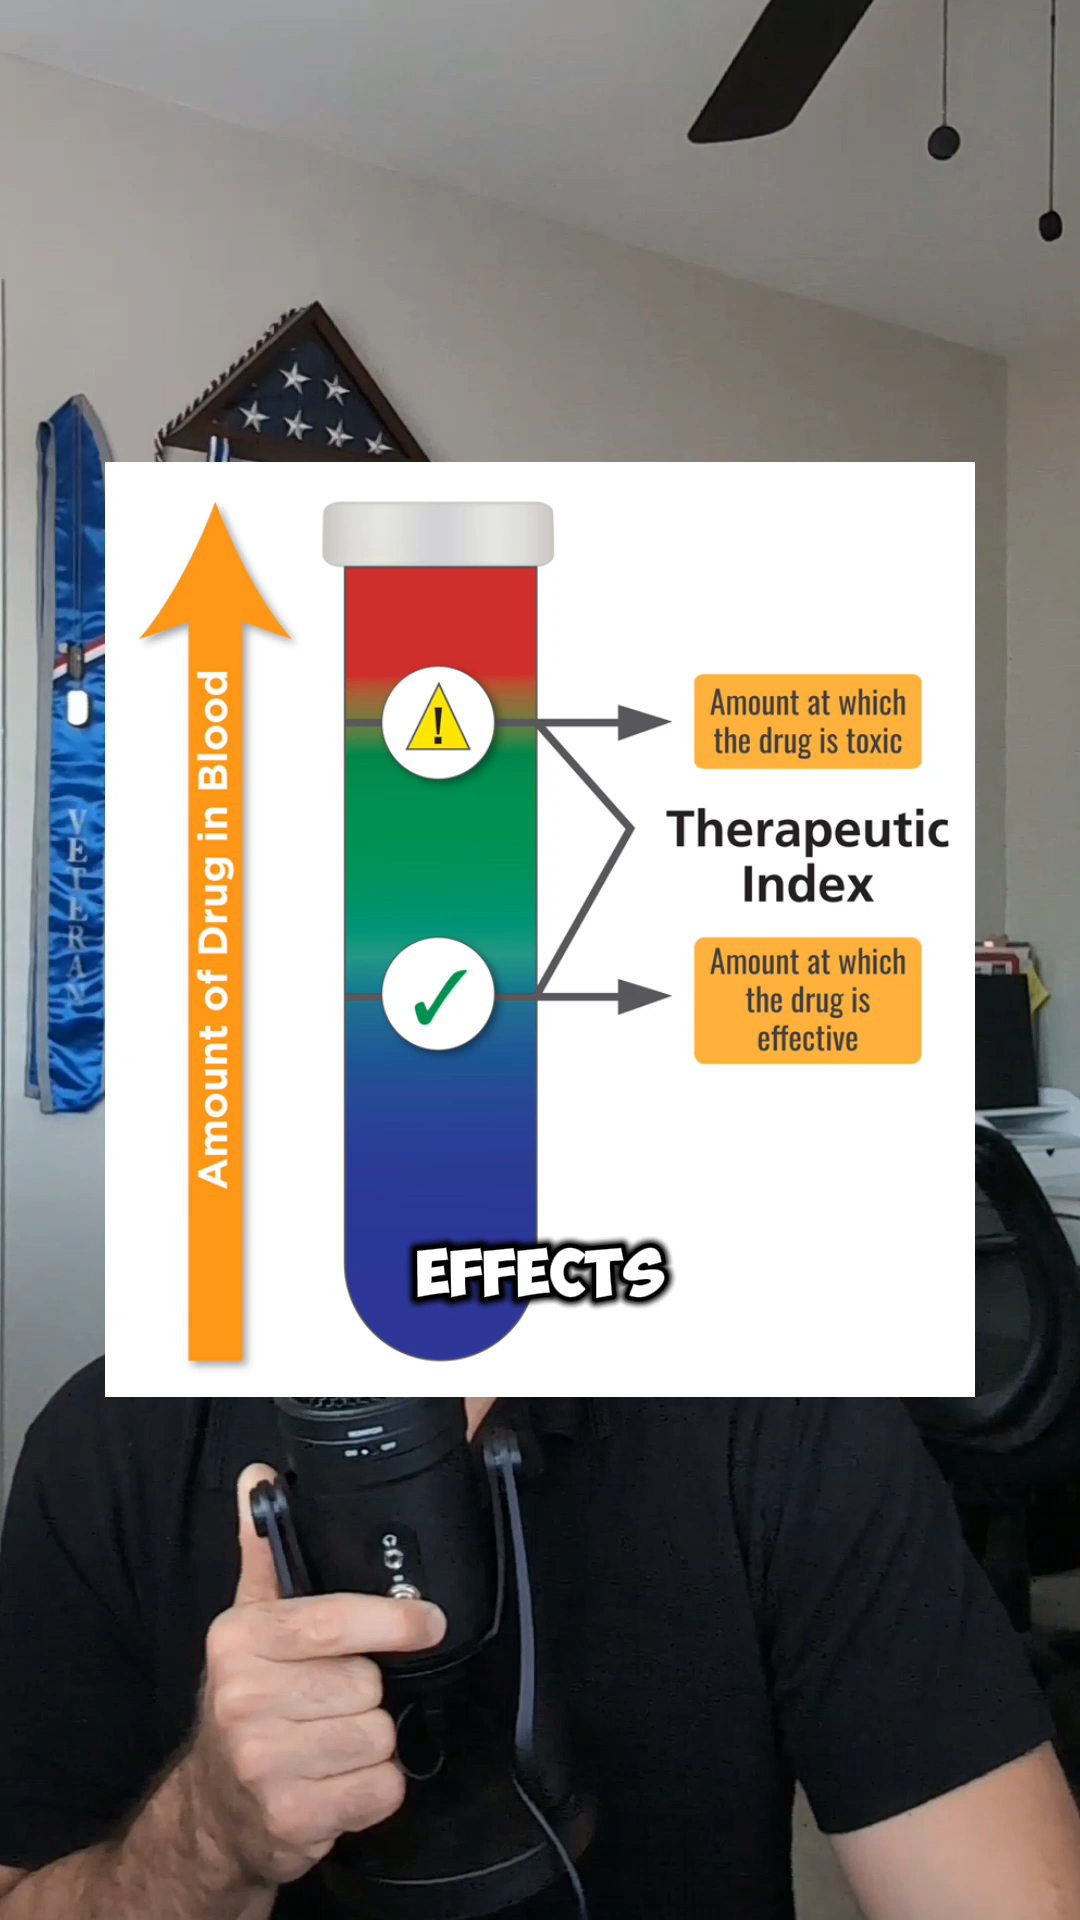 VETERAN
Amount of Drug in Blood
!
Amount at which
the drug is toxic
Therapeutic
Index
Amount at which
the drug is
effective
EFFECTS